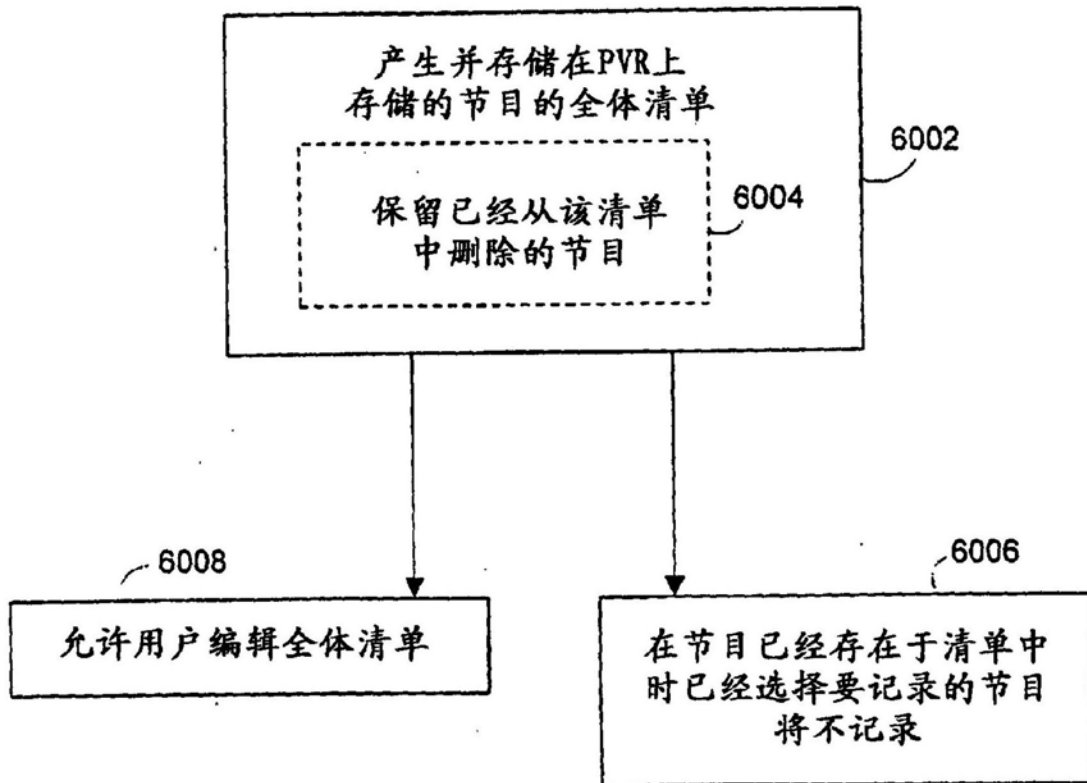 产生并存储在PVR上
存储的节目的全体清单
6002
保留已经从该清单
中删除的节目
6004
6008
允许用户编辑全体清单
6006
在节目已经存在于清单中
时已经选择要记录的节目
将不记录